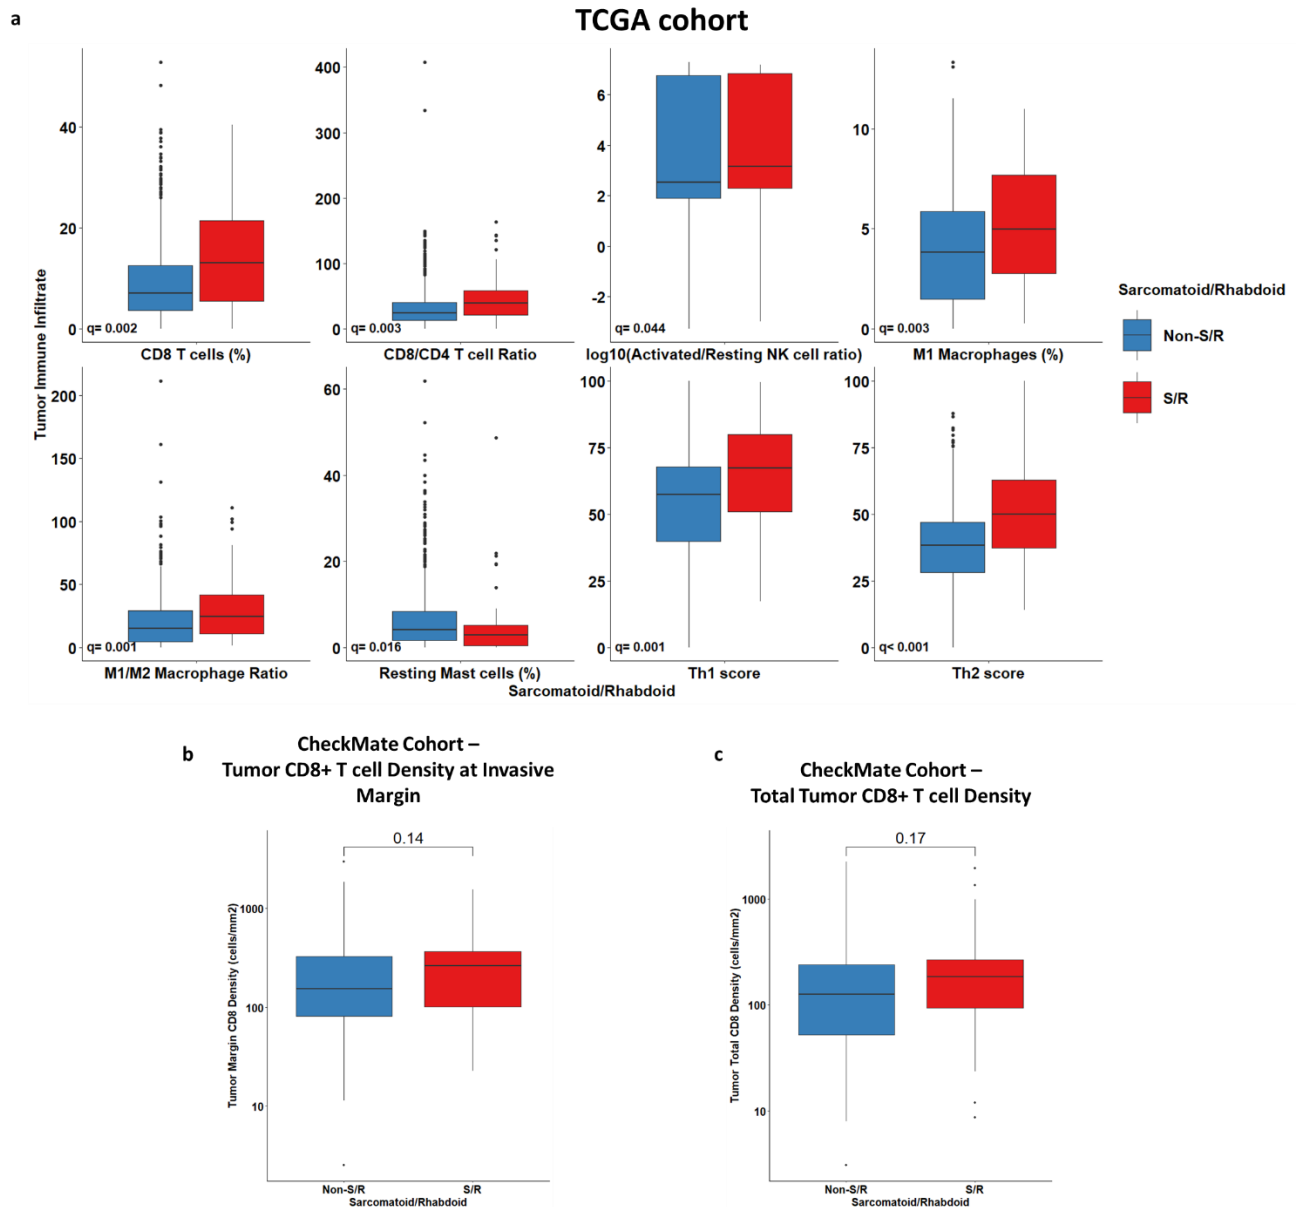 a
TCGA cohort
Tumor Immune Infiltrate
40
20
0
q= 0.002
CD8 T cells (%)
400
300
200
100
0
q= 0.003
CD8/CD4 T cell Ratio
6
4
2
0
-2
q= 0.044
log10(Activated/Resting NK cell ratio)
10
5
0
q= 0.003
M1 Macrophages (%)
Sarcomatoid/Rhabdoid
Non-S/R
S/R
200
150
100
50
0
q= 0.001
M1/M2 Macrophage Ratio
60
40
20
0
q= 0.016
Resting Mast cells (%)
100
75
50
25
0
q= 0.001
Th1 score
100
75
50
25
0
q< 0.001
Th2 score
Sarcomatoid/Rhabdoid
b
CheckMate Cohort –
Tumor CD8+ T cell Density at Invasive
Margin
0.14
Tumor Margin CD8 Density (cells/mm2)
1000
100
10
Non-S/R
S/R
Sarcomatoid/Rhabdoid
c
CheckMate Cohort –
Total Tumor CD8+ T cell Density
0.17
Tumor Total CD8 Density (cells/mm2)
1000
100
10
Non-S/R
S/R
Sarcomatoid/Rhabdoid